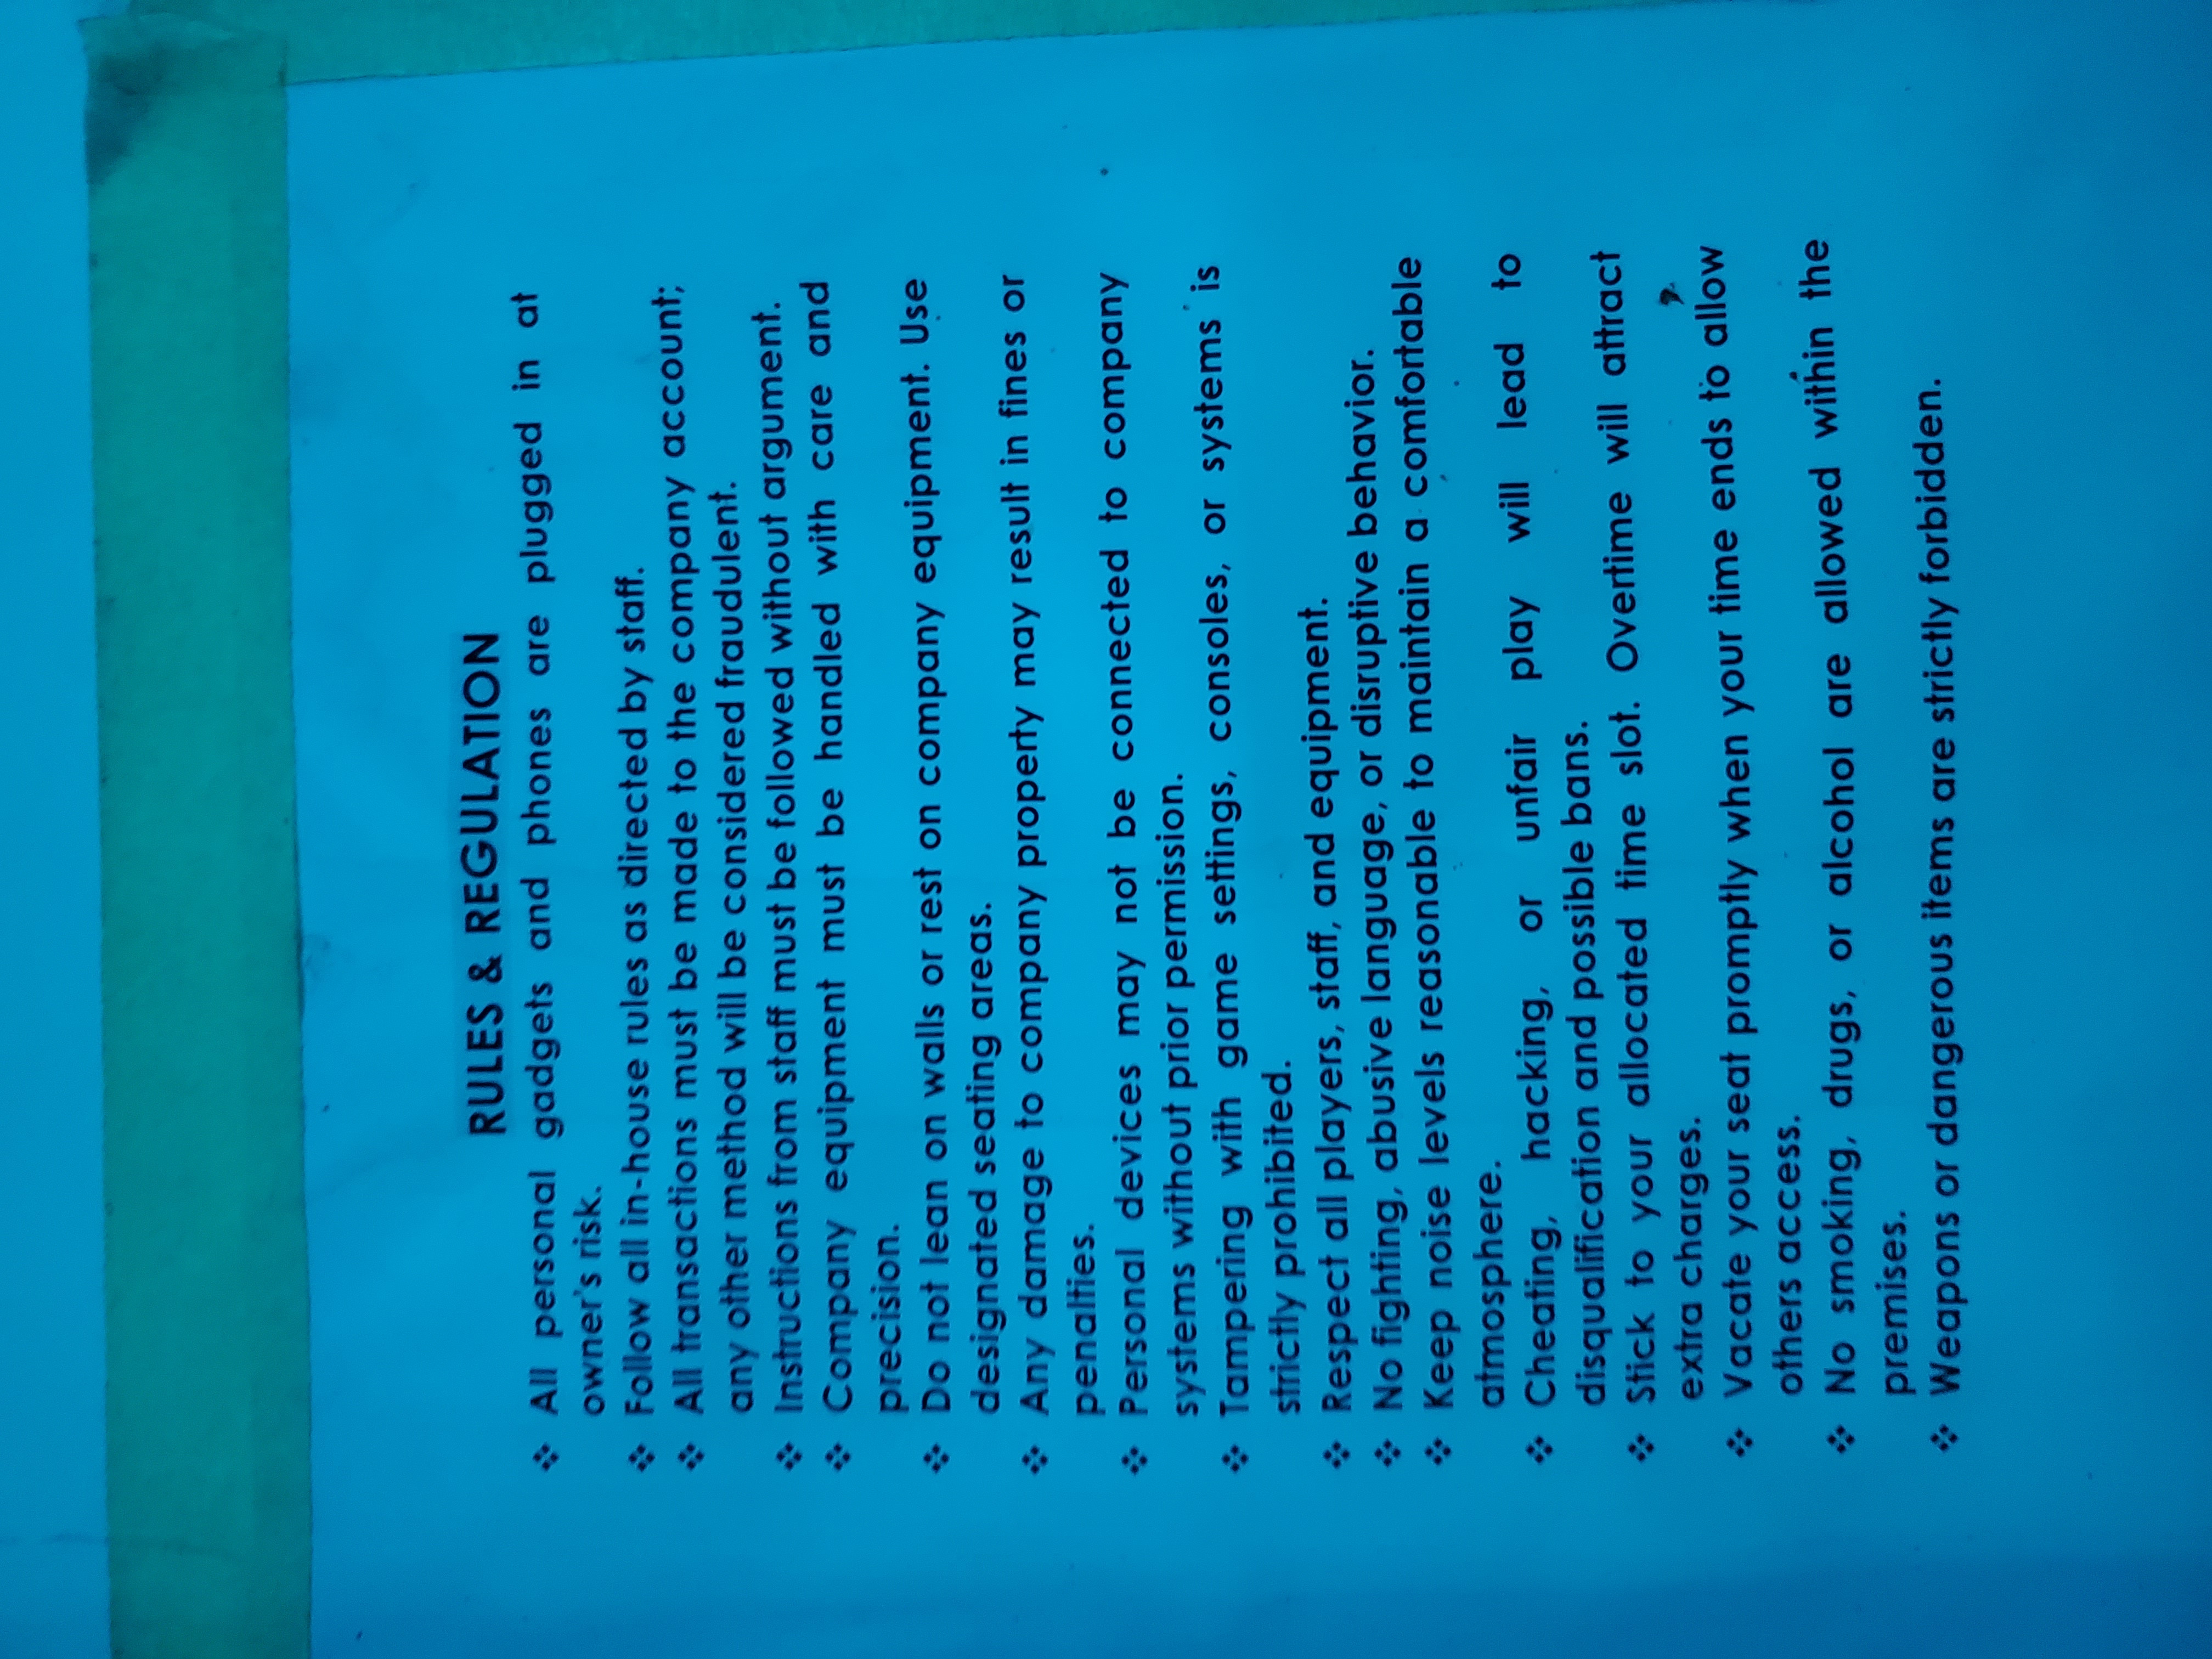 RULES & REGULATION
❖ All personal gadgets and phones are plugged in at
owner's risk.
❖ Follow all in-house rules as directed by staff.
❖ All transactions must be made to the company account;
any other method will be considered fraudulent.
❖ Instructions from staff must be followed without argument.
❖ Company equipment must be handled with care and
precision.
❖ Do not lean on walls or rest on company equipment. Use
designated seating areas.
❖ Any damage to company property may result in fines or
penalties.
❖ Personal devices may not be connected to company
systems without prior permission.
❖ Tampering with game settings, consoles, or systems is
strictly prohibited.
❖ Respect all players, staff, and equipment.
❖ No fighting, abusive language, or disruptive behavior.
❖ Keep noise levels reasonable to maintain a comfortable
atmosphere.
❖ Cheating, hacking, or unfair play will lead to
disqualification and possible bans.
❖ Stick to your allocated time slot. Overtime will attract
extra charges.
❖ Vacate your seat promptly when your time ends to allow
others access.
❖ No smoking, drugs, or alcohol are allowed within the
premises.
❖ Weapons or dangerous items are strictly forbidden.